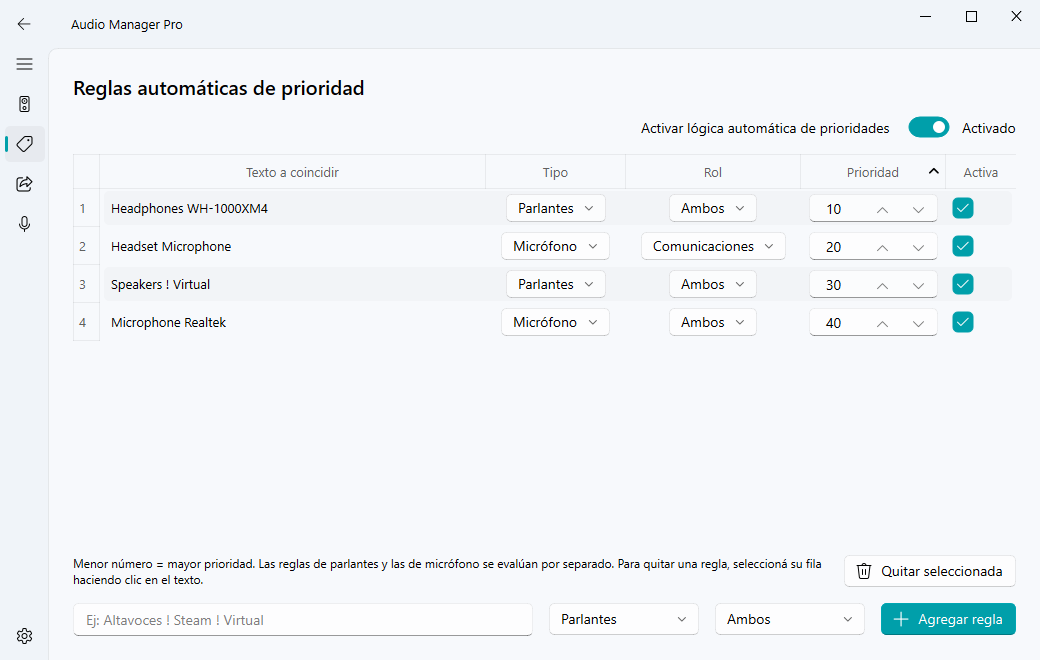 Audio Manager Pro
Reglas automáticas de prioridad
Activar lógica automática de prioridades Activado
Texto a coincidir Tipo Rol Prioridad Activa
1 Headphones WH-1000XM4 Parlantes Ambos 10
2 Headset Microphone Micrófono Comunicaciones 20
3 Speakers ! Virtual Parlantes Ambos 30
4 Microphone Realtek Micrófono Ambos 40
Menor número = mayor prioridad. Las reglas de parlantes y las de micrófono se evalúan por separado. Para quitar una regla, seleccioná su fila
haciendo clic en el texto.
Quitar seleccionada
Ej: Altavoces ! Steam ! Virtual Parlantes Ambos Agregar regla